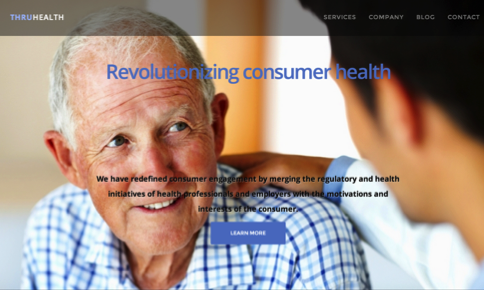 THRUHEALTH
SERVICES COMPANY BLOG CONTACT
Revolutionizing consumer health
We have redefined consumer engagement by merging the regulatory and health
initiatives of health professionals and employers with the motivations and
interests of the consumer.
LEARN MORE